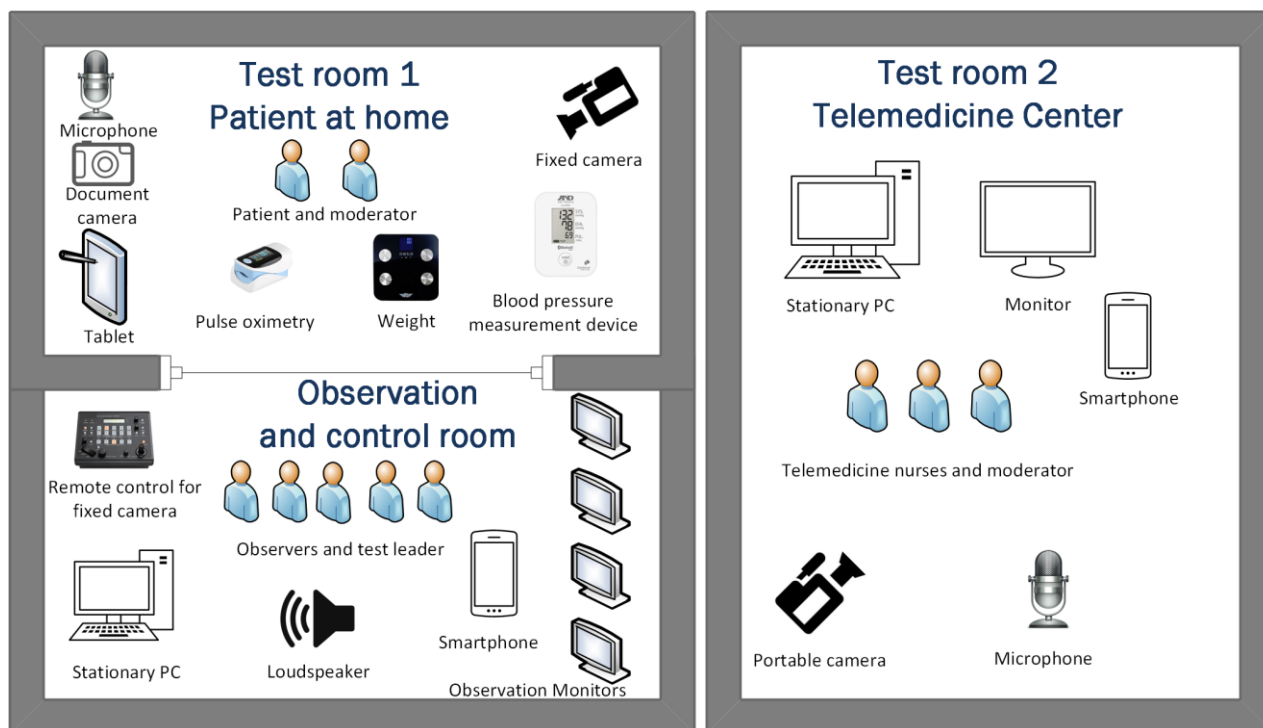 Test room 1
Patient at home
Microphone
Document
camera
Tablet
Patient and moderator
Fixed camera
Pulse oximetry
Weight
Blood pressure
measurement device
AND
132
Observation
and control room
Remote control for
fixed camera
Observers and test leader
Stationary PC
Loudspeaker
Smartphone
Observation Monitors
Test room 2
Telemedicine Center
Stationary PC
Monitor
Smartphone
Telemedicine nurses and moderator
Portable camera
Microphone